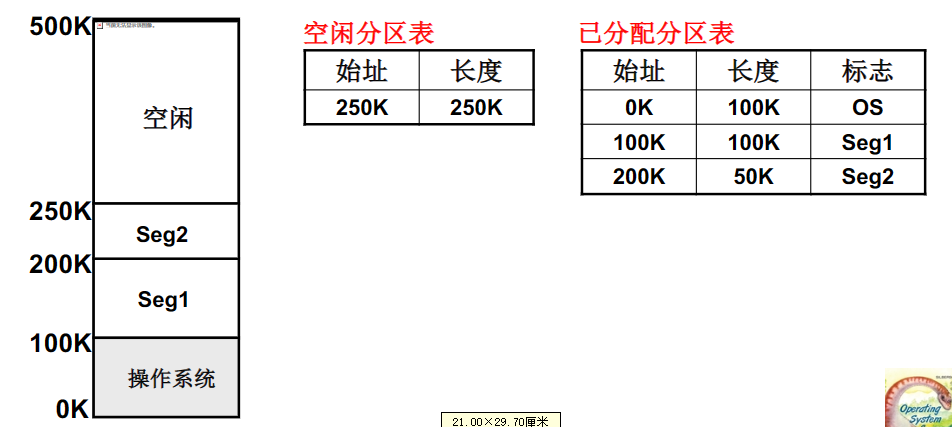 500K
空闲
250K
Seg2
200K
Seg1
100K
操作系统
0K
空闲分区表
始址 长度
250K 250K
已分配分区表
始址 长度 标志
0K 100K OS
100K 100K Seg1
200K 50K Seg2
21.00×29.70厘米
Operating
System